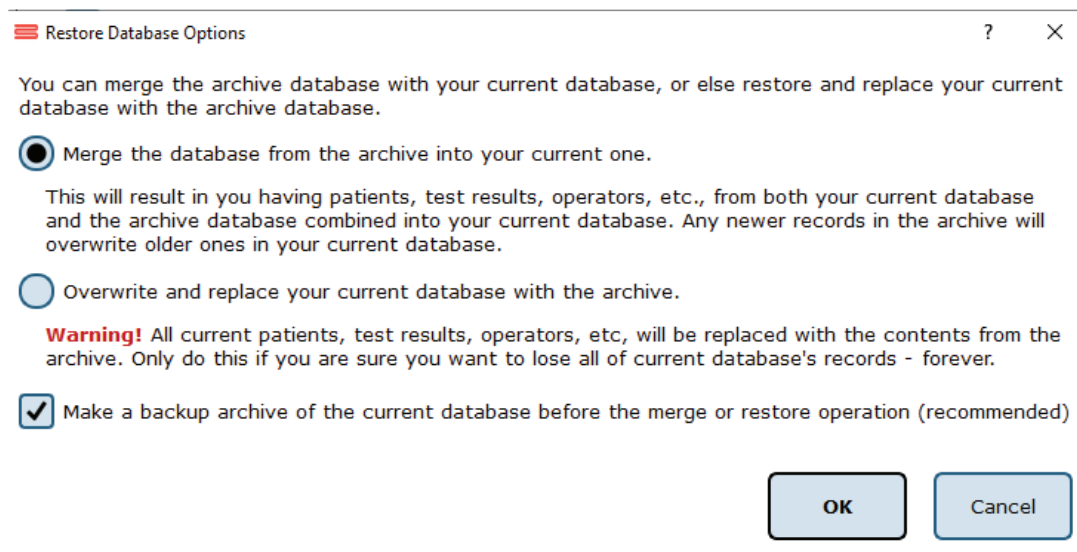 Restore Database Options
?
You can merge the archive database with your current database, or else restore and replace your current
database with the archive database.
Merge the database from the archive into your current one.
This will result in you having patients, test results, operators, etc., from both your current database
and the archive database combined into your current database. Any newer records in the archive will
overwrite older ones in your current database.
Overwrite and replace your current database with the archive.
Warning! All current patients, test results, operators, etc, will be replaced with the contents from the
archive. Only do this if you are sure you want to lose all of current database's records - forever.
Make a backup archive of the current database before the merge or restore operation (recommended)
OK
Cancel